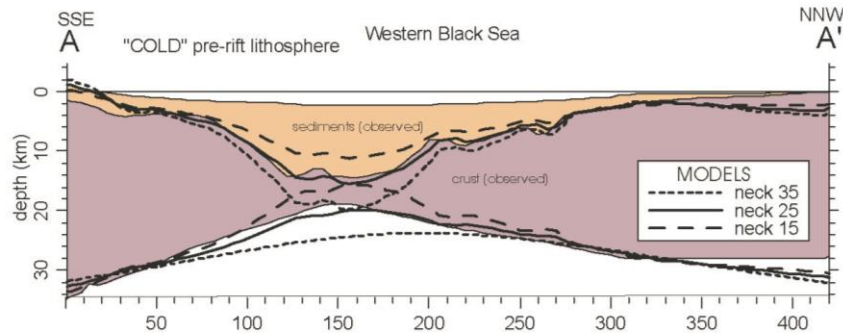 SSE
NNW
A
"COLD" pre-rift lithosphere
Western Black Sea
A'
0
10
20
30
depth (km)
sediments (observed)
crust (observed)
MODELS
neck 35
neck 25
neck 15
50
100
150
200
250
300
350
400